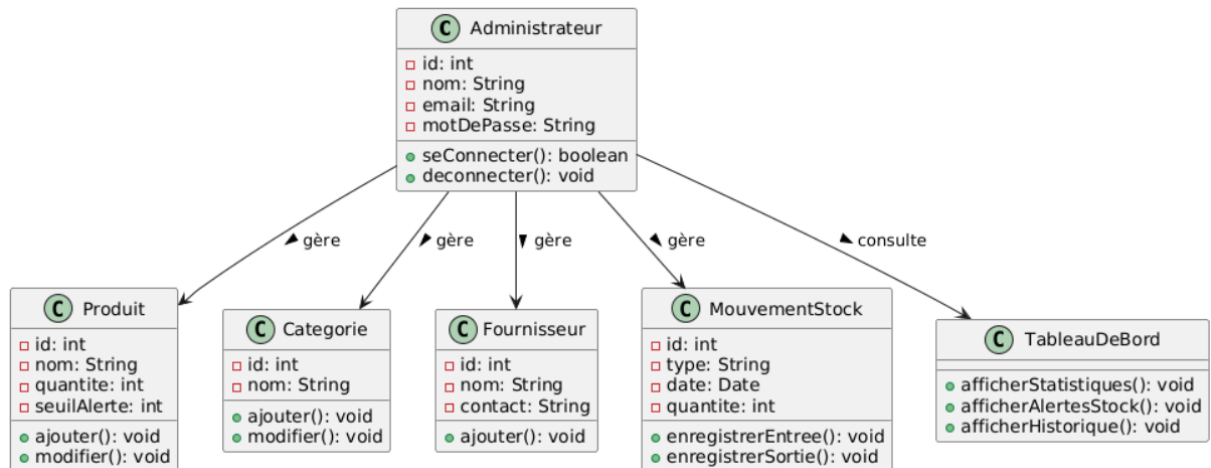 C Administrateur
id: int
nom: String
email: String
motDePasse: String
seConnecter(): boolean
deconnecter(): void
gère
gère
gère
gère
consulte
C Produit
id: int
nom: String
quantite: int
seuilAlerte: int
ajouter(): void
modifier(): void
C Categorie
id: int
nom: String
ajouter(): void
modifier(): void
C Fournisseur
id: int
nom: String
contact: String
ajouter(): void
C MouvementStock
id: int
type: String
date: Date
quantite: int
enregistrerEntree(): void
enregistrerSortie(): void
C TableauDeBord
afficherStatistiques(): void
afficherAlertesStock(): void
afficherHistorique(): void